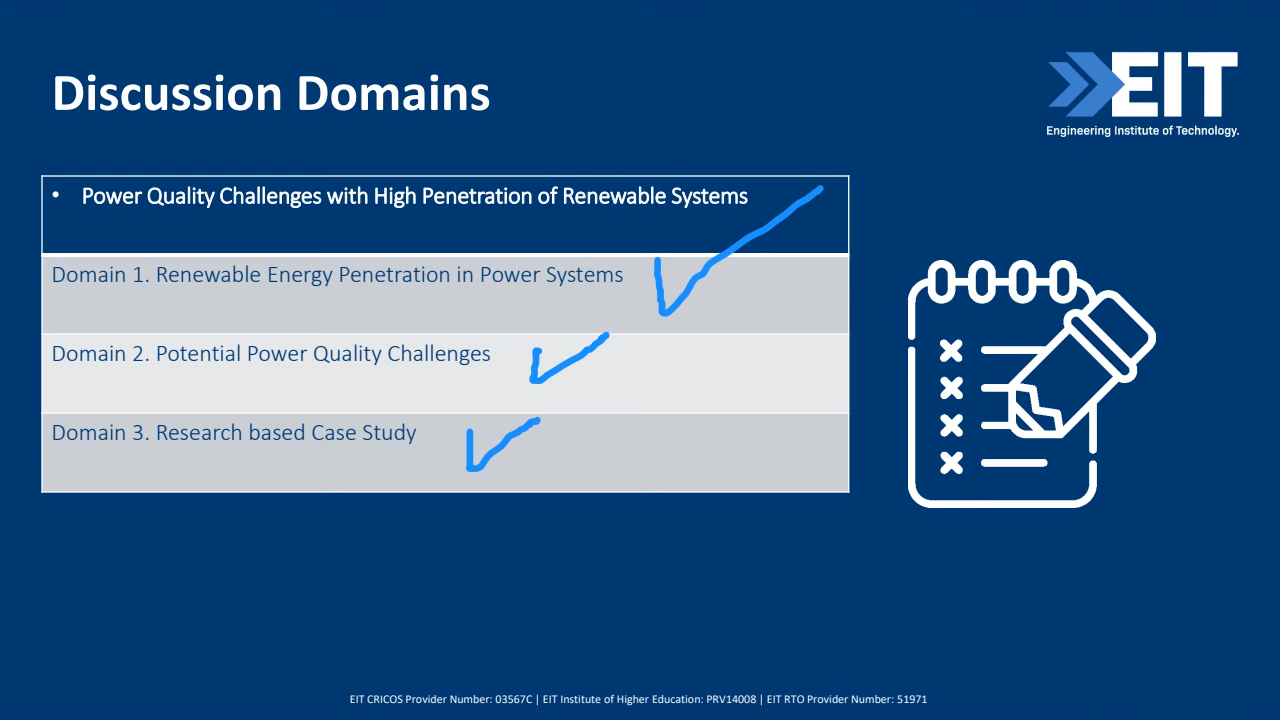 Discussion Domains
EIT
Engineering Institute of Technology.
• Power Quality Challenges with High Penetration of Renewable Systems
Domain 1. Renewable Energy Penetration in Power Systems
Domain 2. Potential Power Quality Challenges
Domain 3. Research based Case Study
EIT CRICOS Provider Number: 03567C | EIT Institute of Higher Education: PRV14008 | EIT RTO Provider Number: 51971